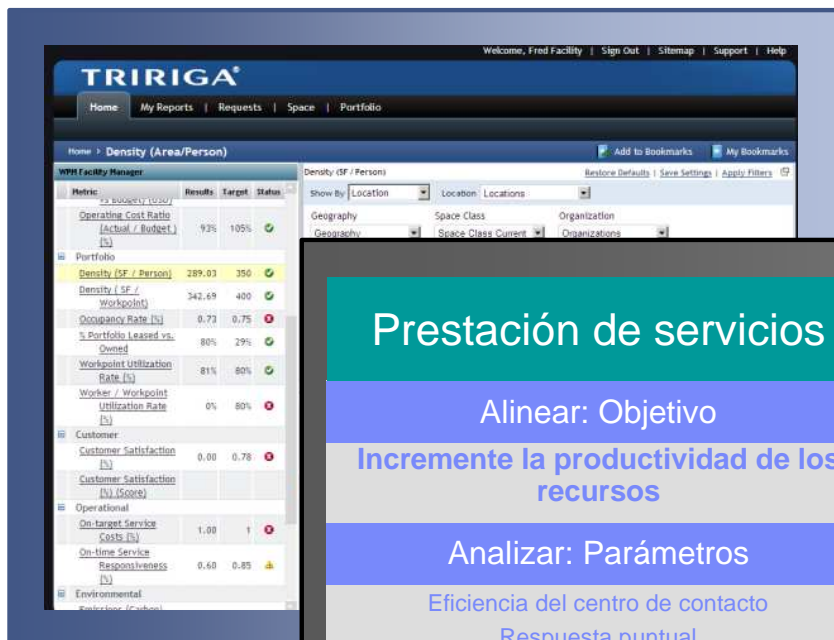 Welcome, Fred Facility | Sign Out | Sitemap | Support | Help
TRIRIGA
Home My Reports | Requests | Space | Portfolio
Home > Density (Area/Person) Add to Bookmarks My Bookmarks
WPM Facility Manager
Metric Results Target Status
vs Budget) (USD)
Operating Cost Ratio
(Actual / Budget )
(%) 93% 105%
Portfolio
Density (SF / Person) 289.03 350
Density ( SF /
Workpoint) 342.69 400
Occupancy Rate (%) 0.73 0.75
% Portfolio Leased vs.
Owned 80% 29%
Workpoint Utilization
Rate (%) 81% 80%
Worker / Workpoint
Utilization Rate
(%) 0% 80%
Customer
Customer Satisfaction
(%) 0.00 0.78
Customer Satisfaction
(%) (Score)
Operational
On-target Service
Costs (%) 1.00 1
On-time Service
Responsiveness
(%) 0.60 0.85
Environmental
Emissions (Carbon)
Density (SF / Person) Restore Defaults | Save Settings | Apply Filters
Show By Location Location Locations
Geography Space Class Organization
Geography Space Class Current Organizations
Prestación de servicios
Alinear: Objetivo
Incremente la productividad de los
recursos
Analizar: Parámetros
Eficiencia del centro de contacto
Respuesta puntual